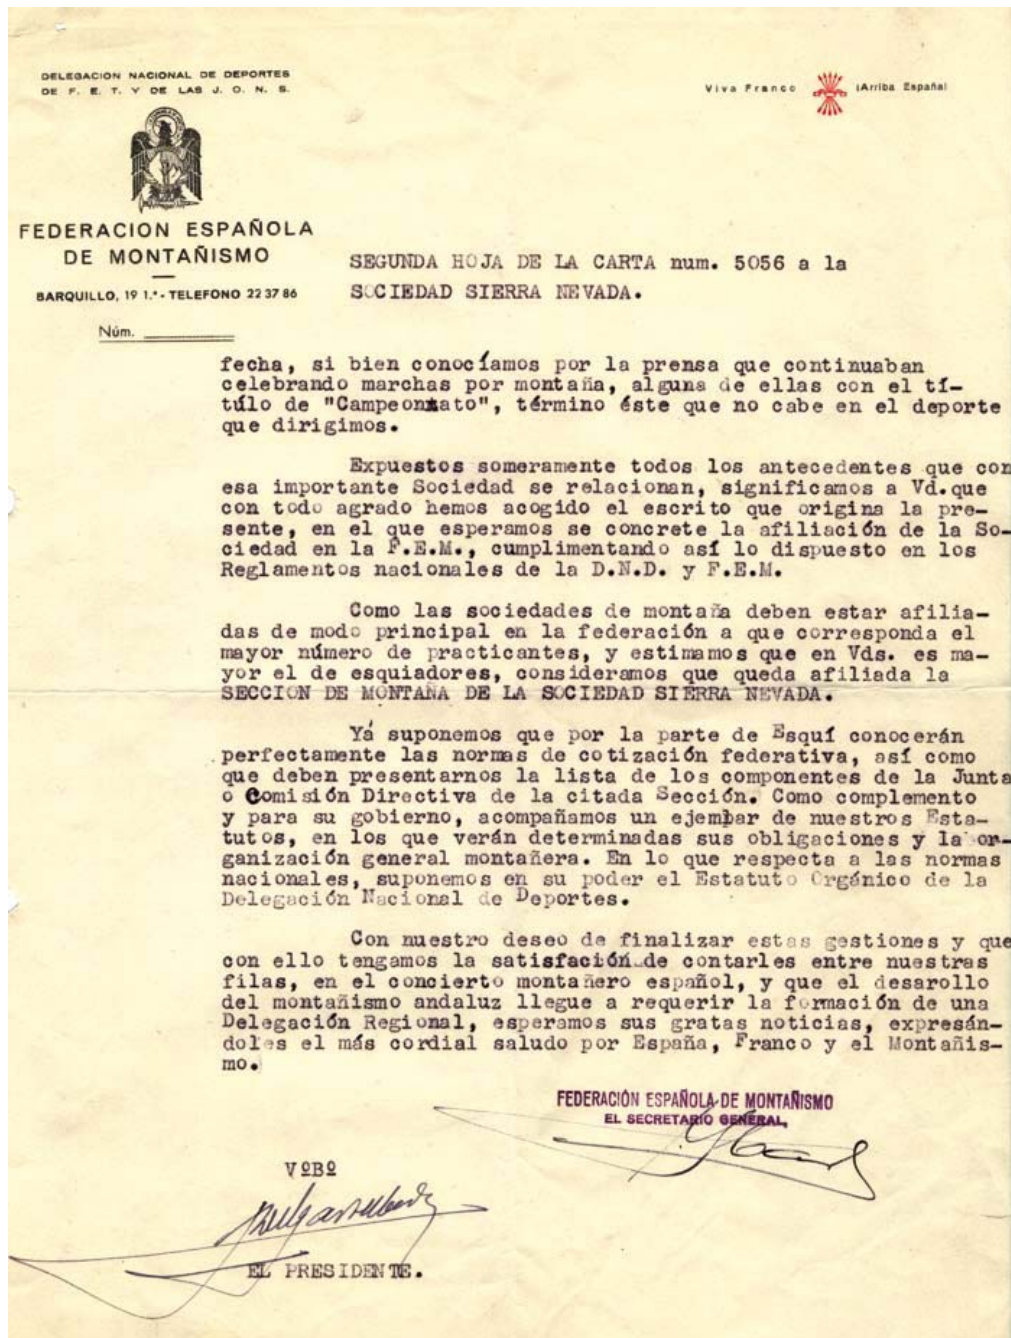 DELEGACION NACIONAL DE DEPORTES
DE F. E. T. Y DE LAS J. O. N. S.
Viva Franco ¡Arriba España!
FEDERACION ESPAÑOLA
DE MONTAÑISMO
BARQUILLO, 19 1.º - TELEFONO 22 37 86
Núm.
SEGUNDA HOJA DE LA CARTA num. 5056 a la
SOCIEDAD SIERRA NEVADA.
fecha, si bien conocíamos por la prensa que continuaban
celebrando marchas por montaña, alguna de ellas con el tí-
túlo de "Campeonato", término éste que no cabe en el deporte
que dirigimos.
Expuestos someramente todos los antecedentes que con
esa importante Sociedad se relacionan, significamos a Vd.que
con todo agrado hemos acogido el escrito que origina la pre-
sente, en el que esperamos se concrete la afiliación de la So-
ciedad en la F.E.M., cumplimentando así lo dispuesto en los
Reglamentos nacionales de la D.N.D. y F.E.M.
Como las sociedades de montaña deben estar afilia-
das de modo principal en la federación a que corresponda el
mayor número de practicantes, y estimamos que en Vds. es ma-
yor el de esquiadores, consideramos que queda afiliada la
SECCION DE MONTAÑA DE LA SOCIEDAD SIERRA NEVADA.
Yá suponemos que por la parte de Esquí conocerán
perfectamente las normas de cotización federativa, así como
que deben presentarnos la lista de los componentes de la Junta
o Comisión Directiva de la citada Sección. Como complemento
y para su gobierno, acompañamos un ejembar de nuestros Esta-
tutos, en los que verán determinadas sus obligaciones y la or-
ganización general montañera. En lo que respecta a las normas
nacionales, suponemos en su poder el Estatuto Orgánico de la
Delegación Nacional de Deportes.
Con nuestro deseo de finalizar estas gestiones y que
con ello tengamos la satisfación de contarles entre nuestras
filas, en el concierto montañero español, y que el desarollo
del montañismo andaluz llegue a requerir la formación de una
Delegación Regional, esperamos sus gratas noticias, expresán-
doles el más cordial saludo por España, Franco y el Montañis-
mo.
FEDERACIÓN ESPAÑOLA DE MONTAÑISMO
EL SECRETARIO GENERAL,
VºBº
EL PRESIDENTE.